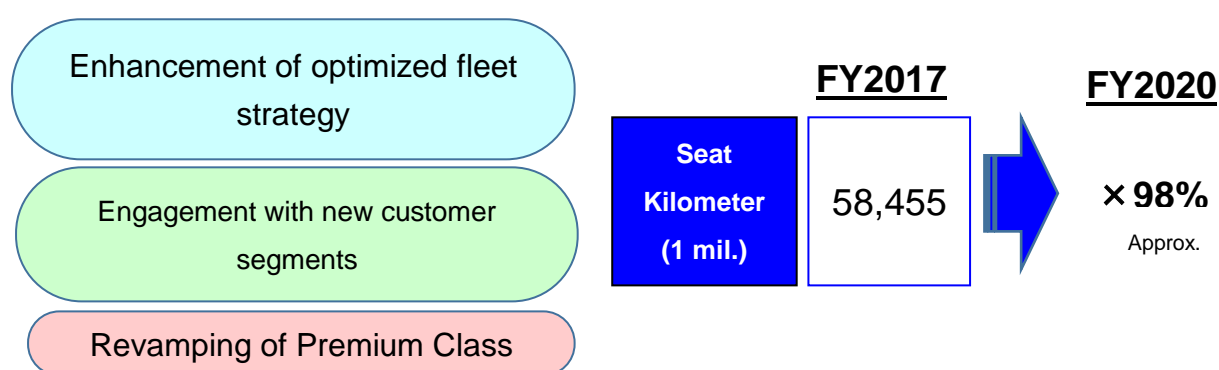 Enhancement of optimized fleet
strategy
Engagement with new customer
segments
Revamping of Premium Class
FY2017
FY2020
Seat
Kilometer
(1 mil.)
58,455
×98%
Approx.